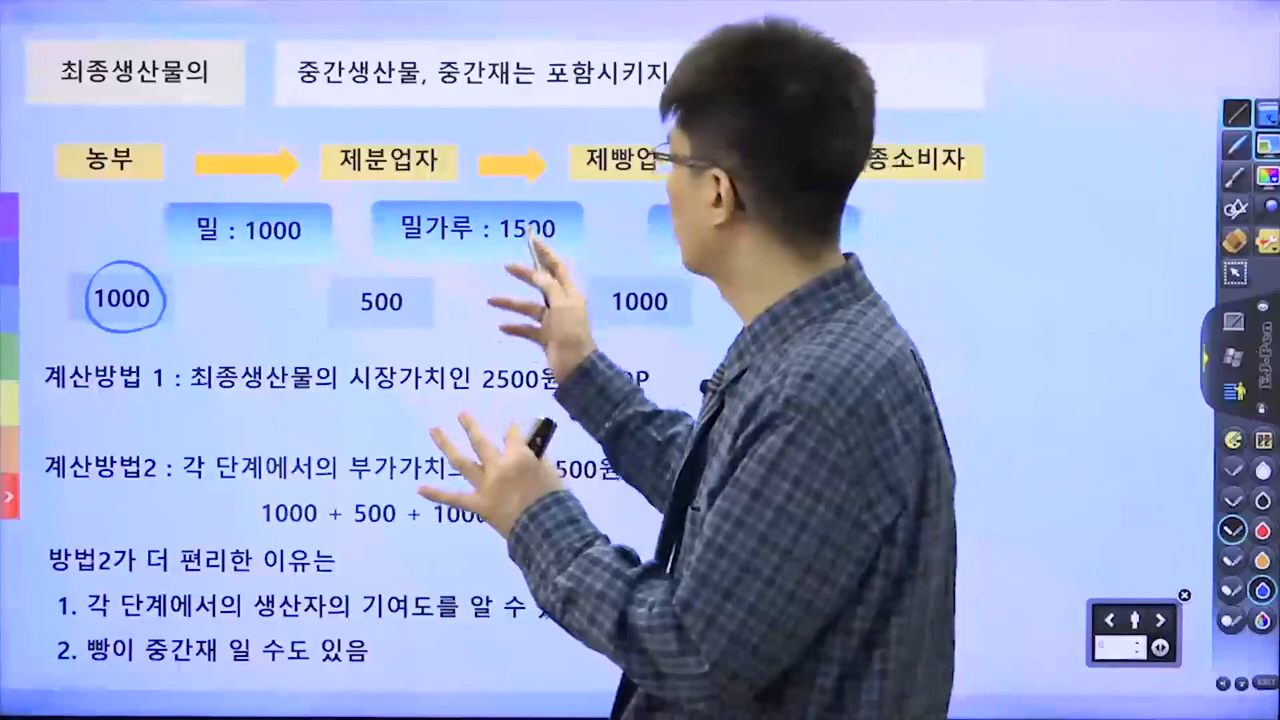 최종생산물의 중간생산물, 중간재는 포함시키지
농부 제분업자 제빵업 종소비자
밀 : 1000 밀가루 : 1500
1000 500 1000
계산방법 1 : 최종생산물의 시장가치인 2500원
계산방법2 : 각 단계에서의 부가가치 500원
1000 + 500 + 1000
방법2가 더 편리한 이유는
1. 각 단계에서의 생산자의 기여도를 알 수
2. 빵이 중간재 일 수도 있음